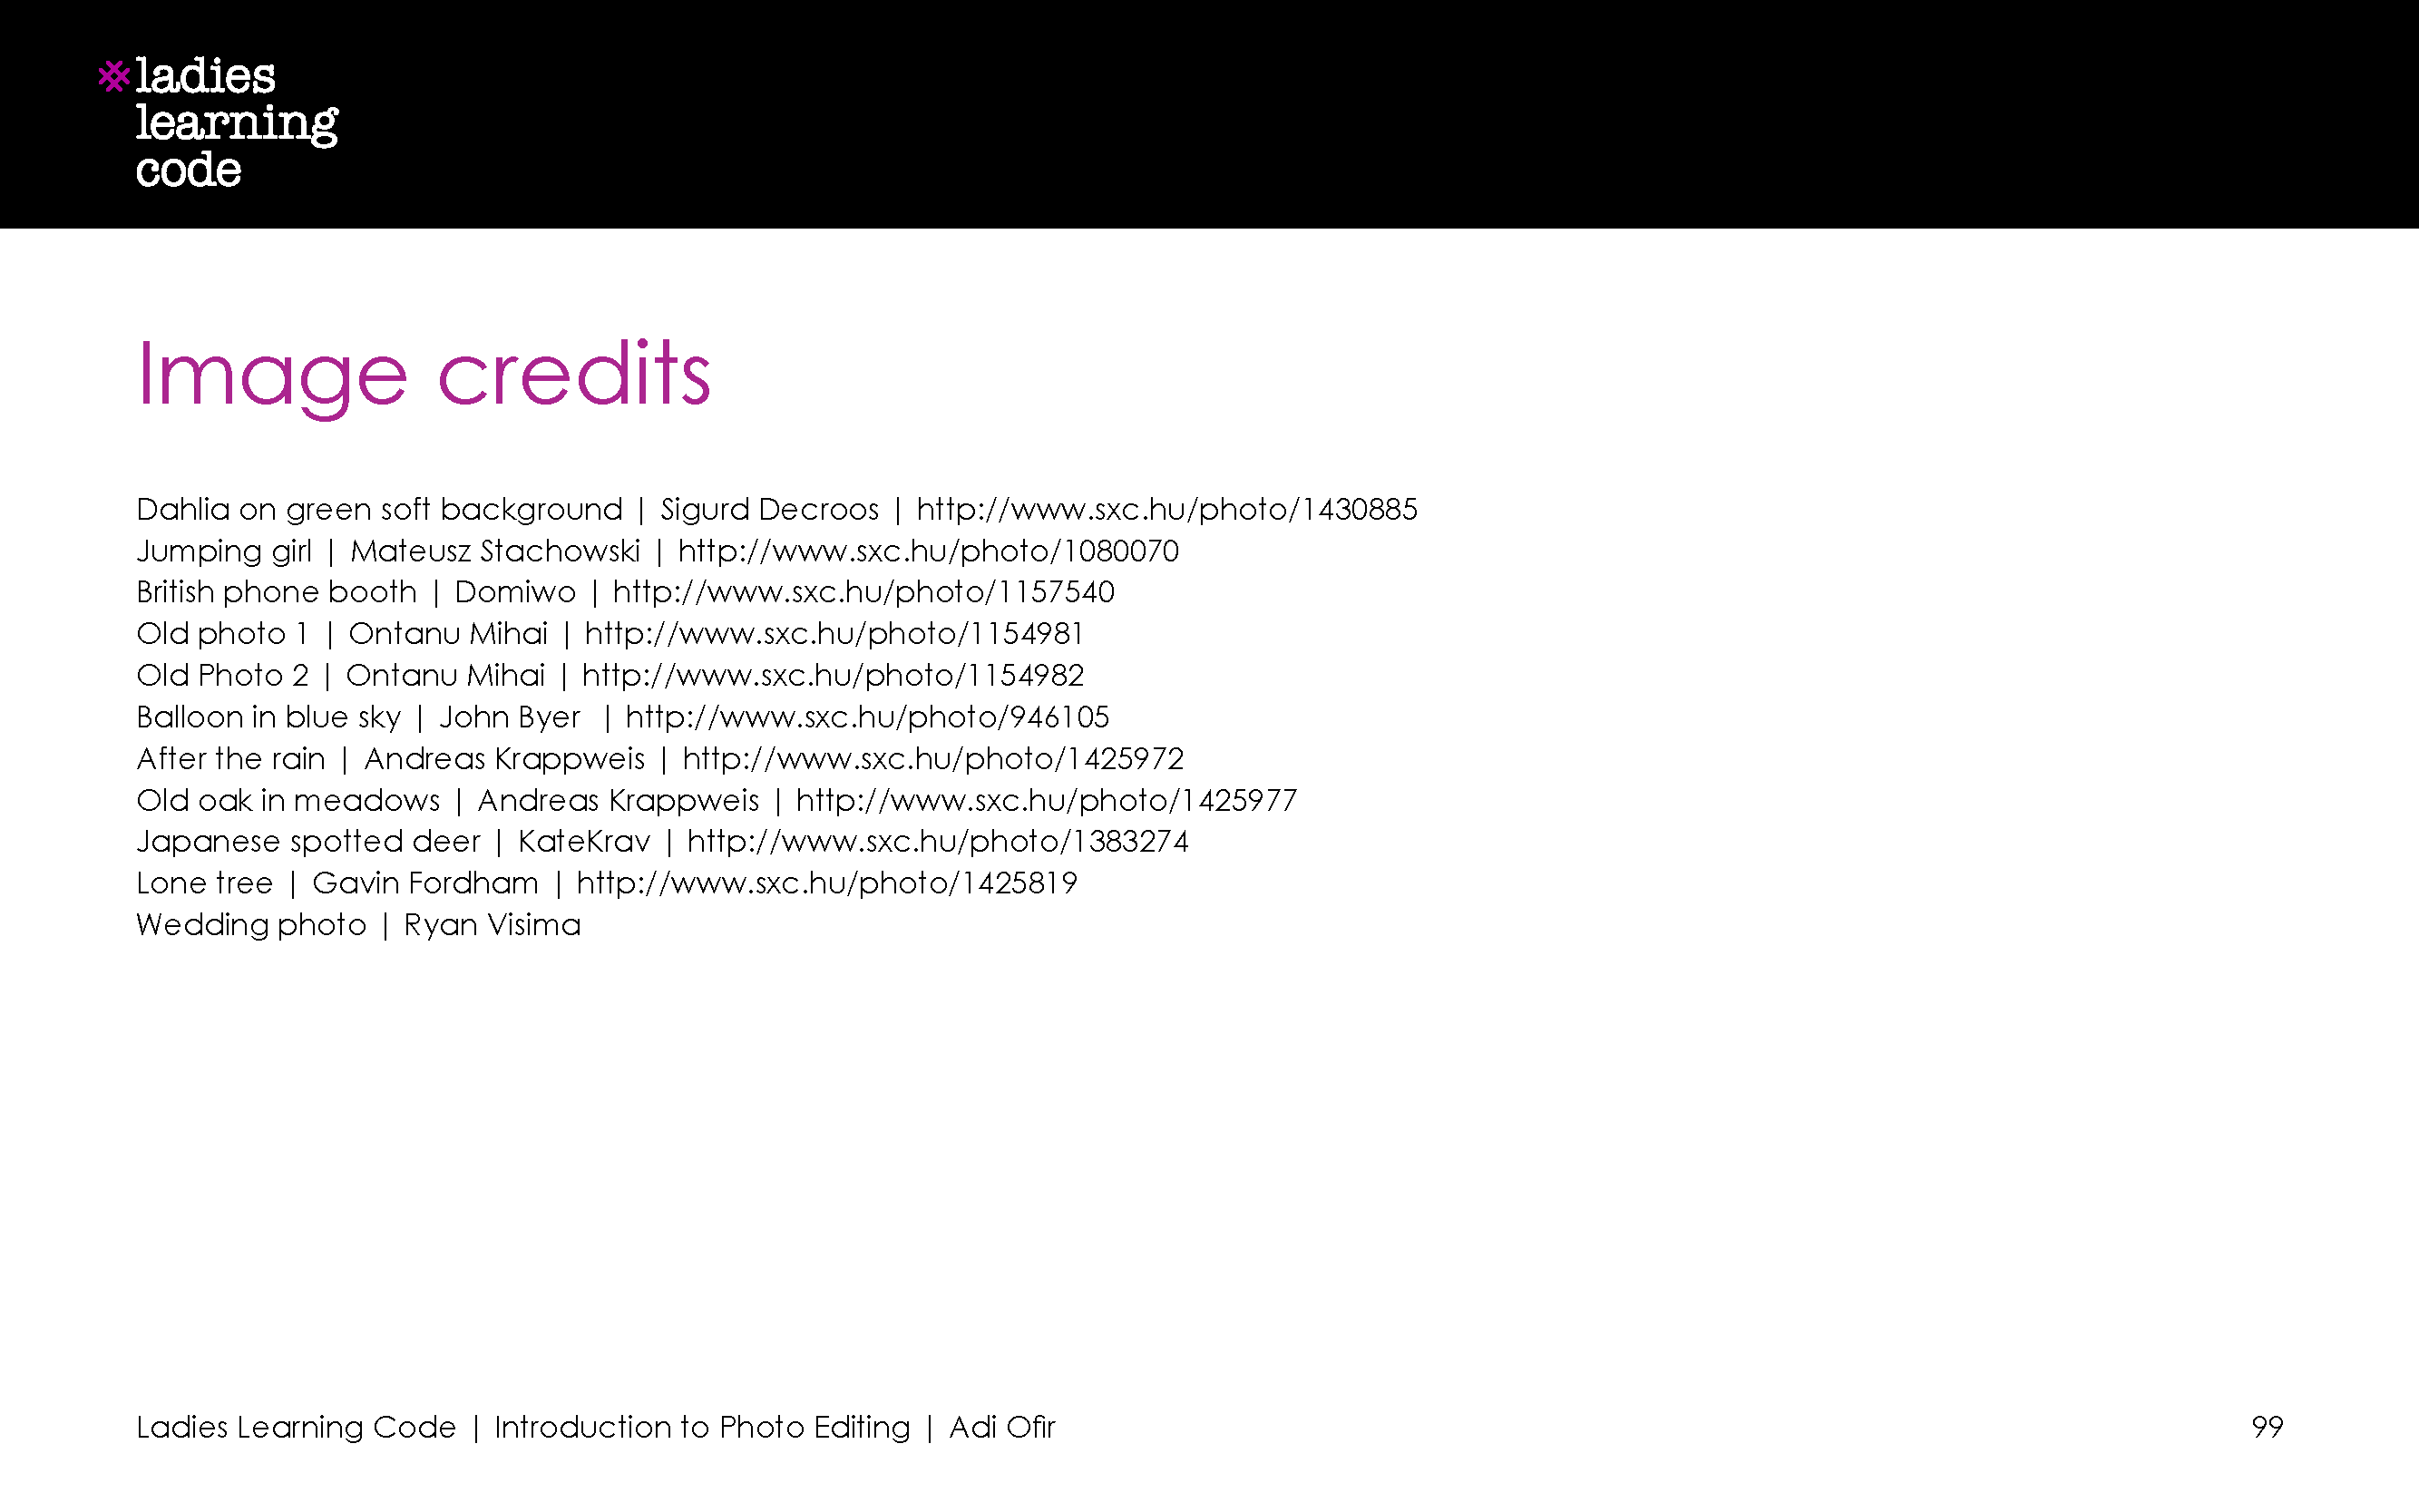 ladies
learning
code
Image credits
Dahlia on green soft background | Sigurd Decroos | http://www.sxc.hu/photo/1430885
Jumping girl | Mateusz Stachowski | http://www.sxc.hu/photo/1080070
British phone booth | Domiwo | http://www.sxc.hu/photo/1157540
Old photo 1 | Ontanu Mihai | http://www.sxc.hu/photo/1154981
Old Photo 2 | Ontanu Mihai | http://www.sxc.hu/photo/1154982
Balloon in blue sky | John Byer | http://www.sxc.hu/photo/946105
After the rain | Andreas Krappweis | http://www.sxc.hu/photo/1425972
Old oak in meadows | Andreas Krappweis | http://www.sxc.hu/photo/1425977
Japanese spotted deer | KateKrav | http://www.sxc.hu/photo/1383274
Lone tree | Gavin Fordham | http://www.sxc.hu/photo/1425819
Wedding photo | Ryan Visima
Ladies Learning Code | Introduction to Photo Editing | Adi Ofir 99